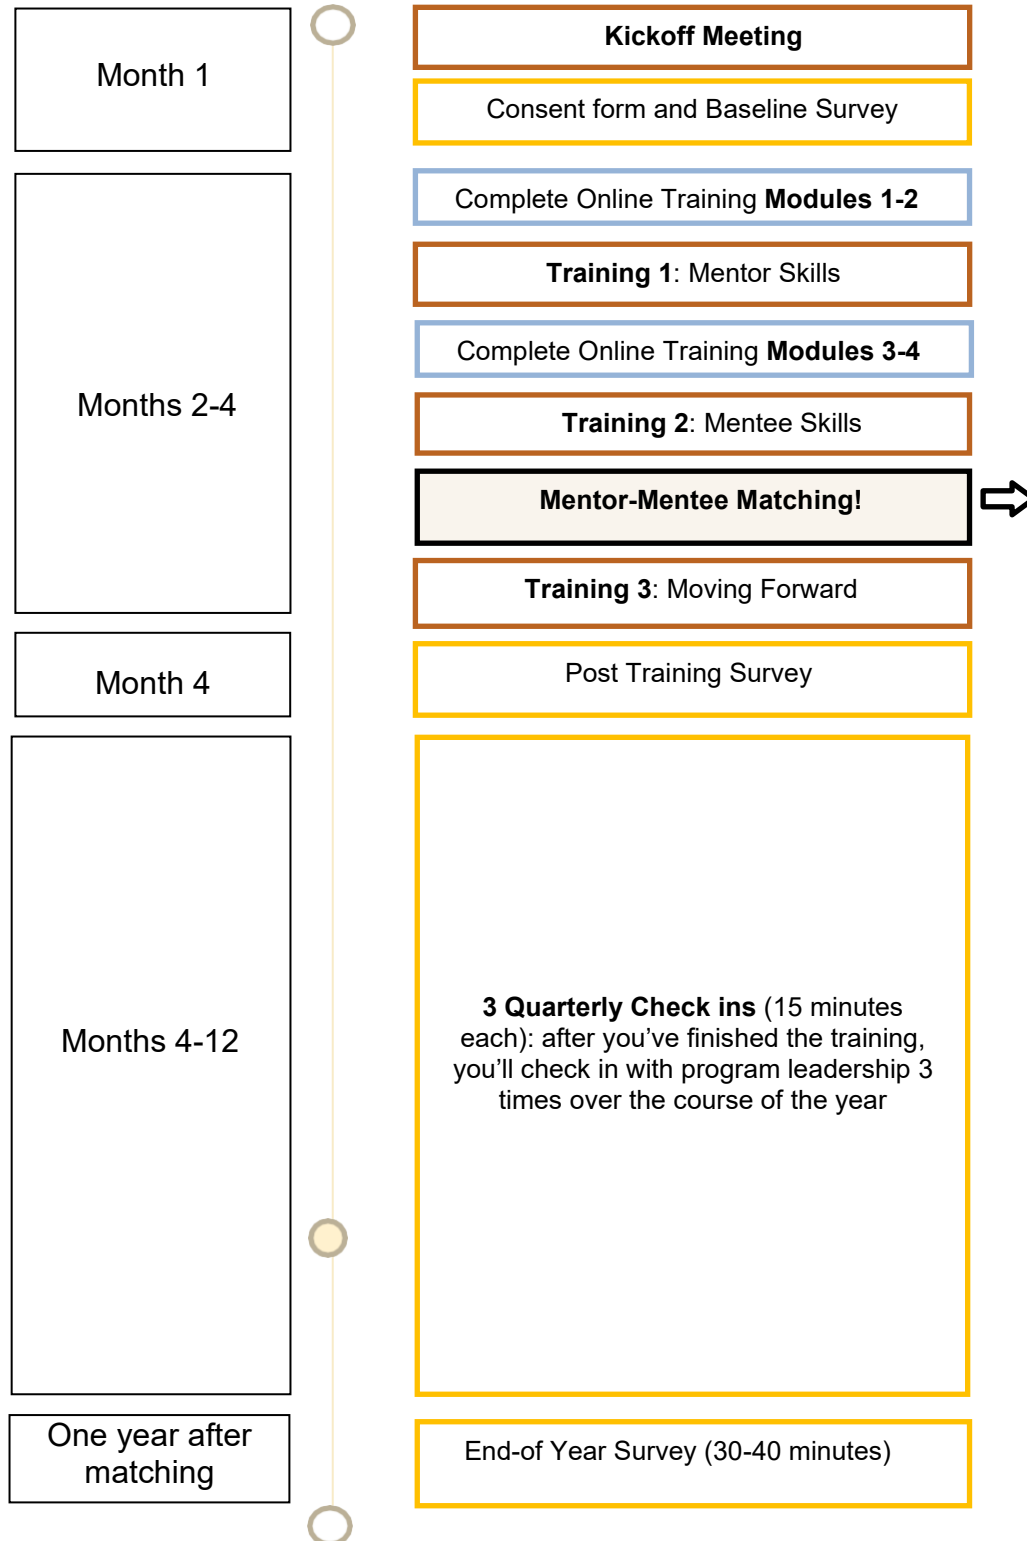 Month 1
Kickoff Meeting
Consent form and Baseline Survey
Months 2-4
Complete Online Training Modules 1-2
Training 1: Mentor Skills
Complete Online Training Modules 3-4
Training 2: Mentee Skills
Mentor-Mentee Matching!
Training 3: Moving Forward
Month 4
Post Training Survey
Months 4-12
3 Quarterly Check ins (15 minutes
each): after you’ve finished the training,
you’ll check in with program leadership 3
times over the course of the year
One year after
matching
End-of Year Survey (30-40 minutes)